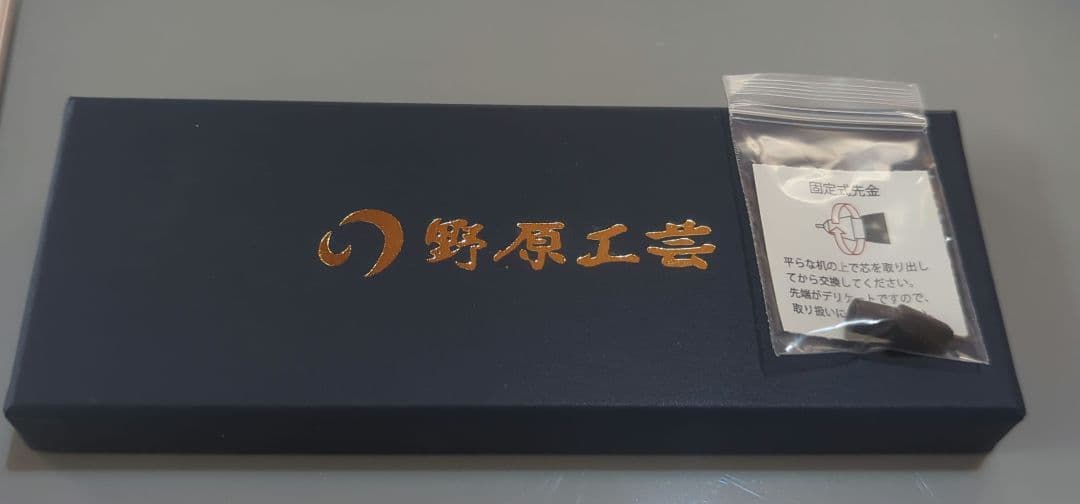 野原工芸
固定式先金
平らな机の上で芯を取り出し
てから交換してください。
先端がデリケートですので、
取り扱いに